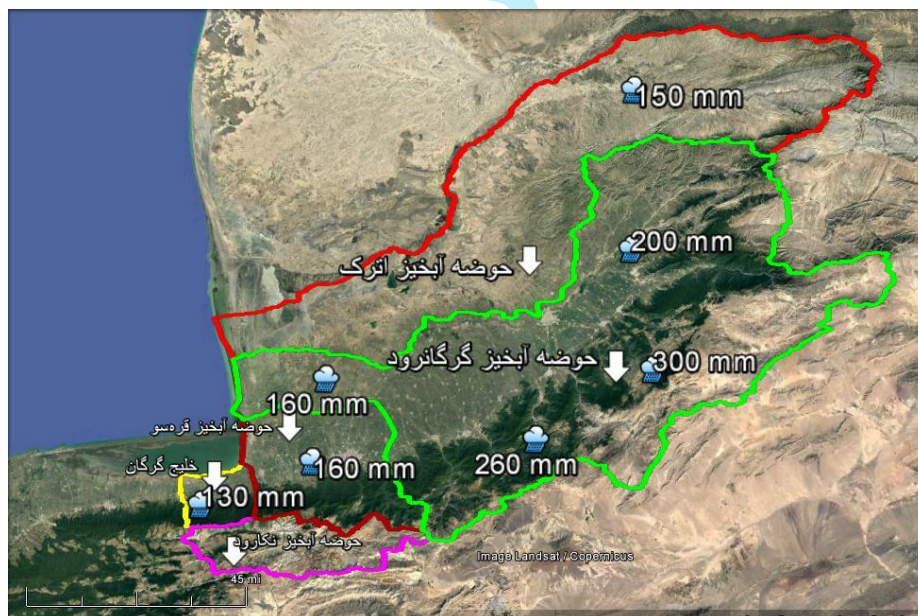 150 mm
200 mm
حوضه آبخیز اترک
حوضه آبخیز گرگانرود
300 mm
160 mm
حوضه آبخیز قره‌سو
160 mm
260 mm
خلیج گرگان
130 mm
حوضه آبخیز نکارود
Image Landsat / Copernicus
45 mi